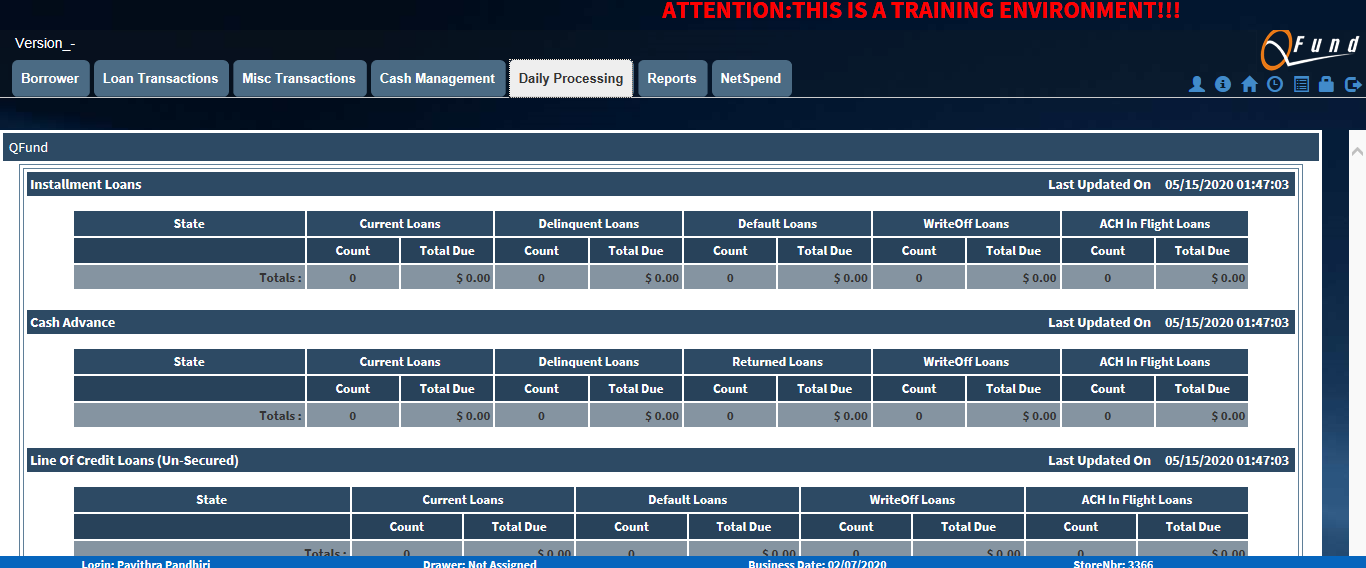 ATTENTION:THIS IS A TRAINING ENVIRONMENT!!!
Version_-
QFund
Borrower Loan Transactions Misc Transactions Cash Management Daily Processing Reports NetSpend
QFund
Installment Loans Last Updated On 05/15/2020 01:47:03
State Current Loans Delinquent Loans Default Loans WriteOff Loans ACH In Flight Loans
Count Total Due Count Total Due Count Total Due Count Total Due Count Total Due
Totals : 0 $ 0.00 0 $ 0.00 0 $ 0.00 0 $ 0.00 0 $ 0.00
Cash Advance Last Updated On 05/15/2020 01:47:03
State Current Loans Delinquent Loans Returned Loans WriteOff Loans ACH In Flight Loans
Count Total Due Count Total Due Count Total Due Count Total Due Count Total Due
Totals : 0 $ 0.00 0 $ 0.00 0 $ 0.00 0 $ 0.00 0 $ 0.00
Line Of Credit Loans (Un-Secured) Last Updated On 05/15/2020 01:47:03
State Current Loans Default Loans WriteOff Loans ACH In Flight Loans
Count Total Due Count Total Due Count Total Due Count Total Due
Totals : 0 $ 0.00 0 $ 0.00 0 $ 0.00 0 $ 0.00
Login: Pavithra Pandhiri Drawer: Not Assigned Business Date: 02/07/2020 StoreNbr: 3366